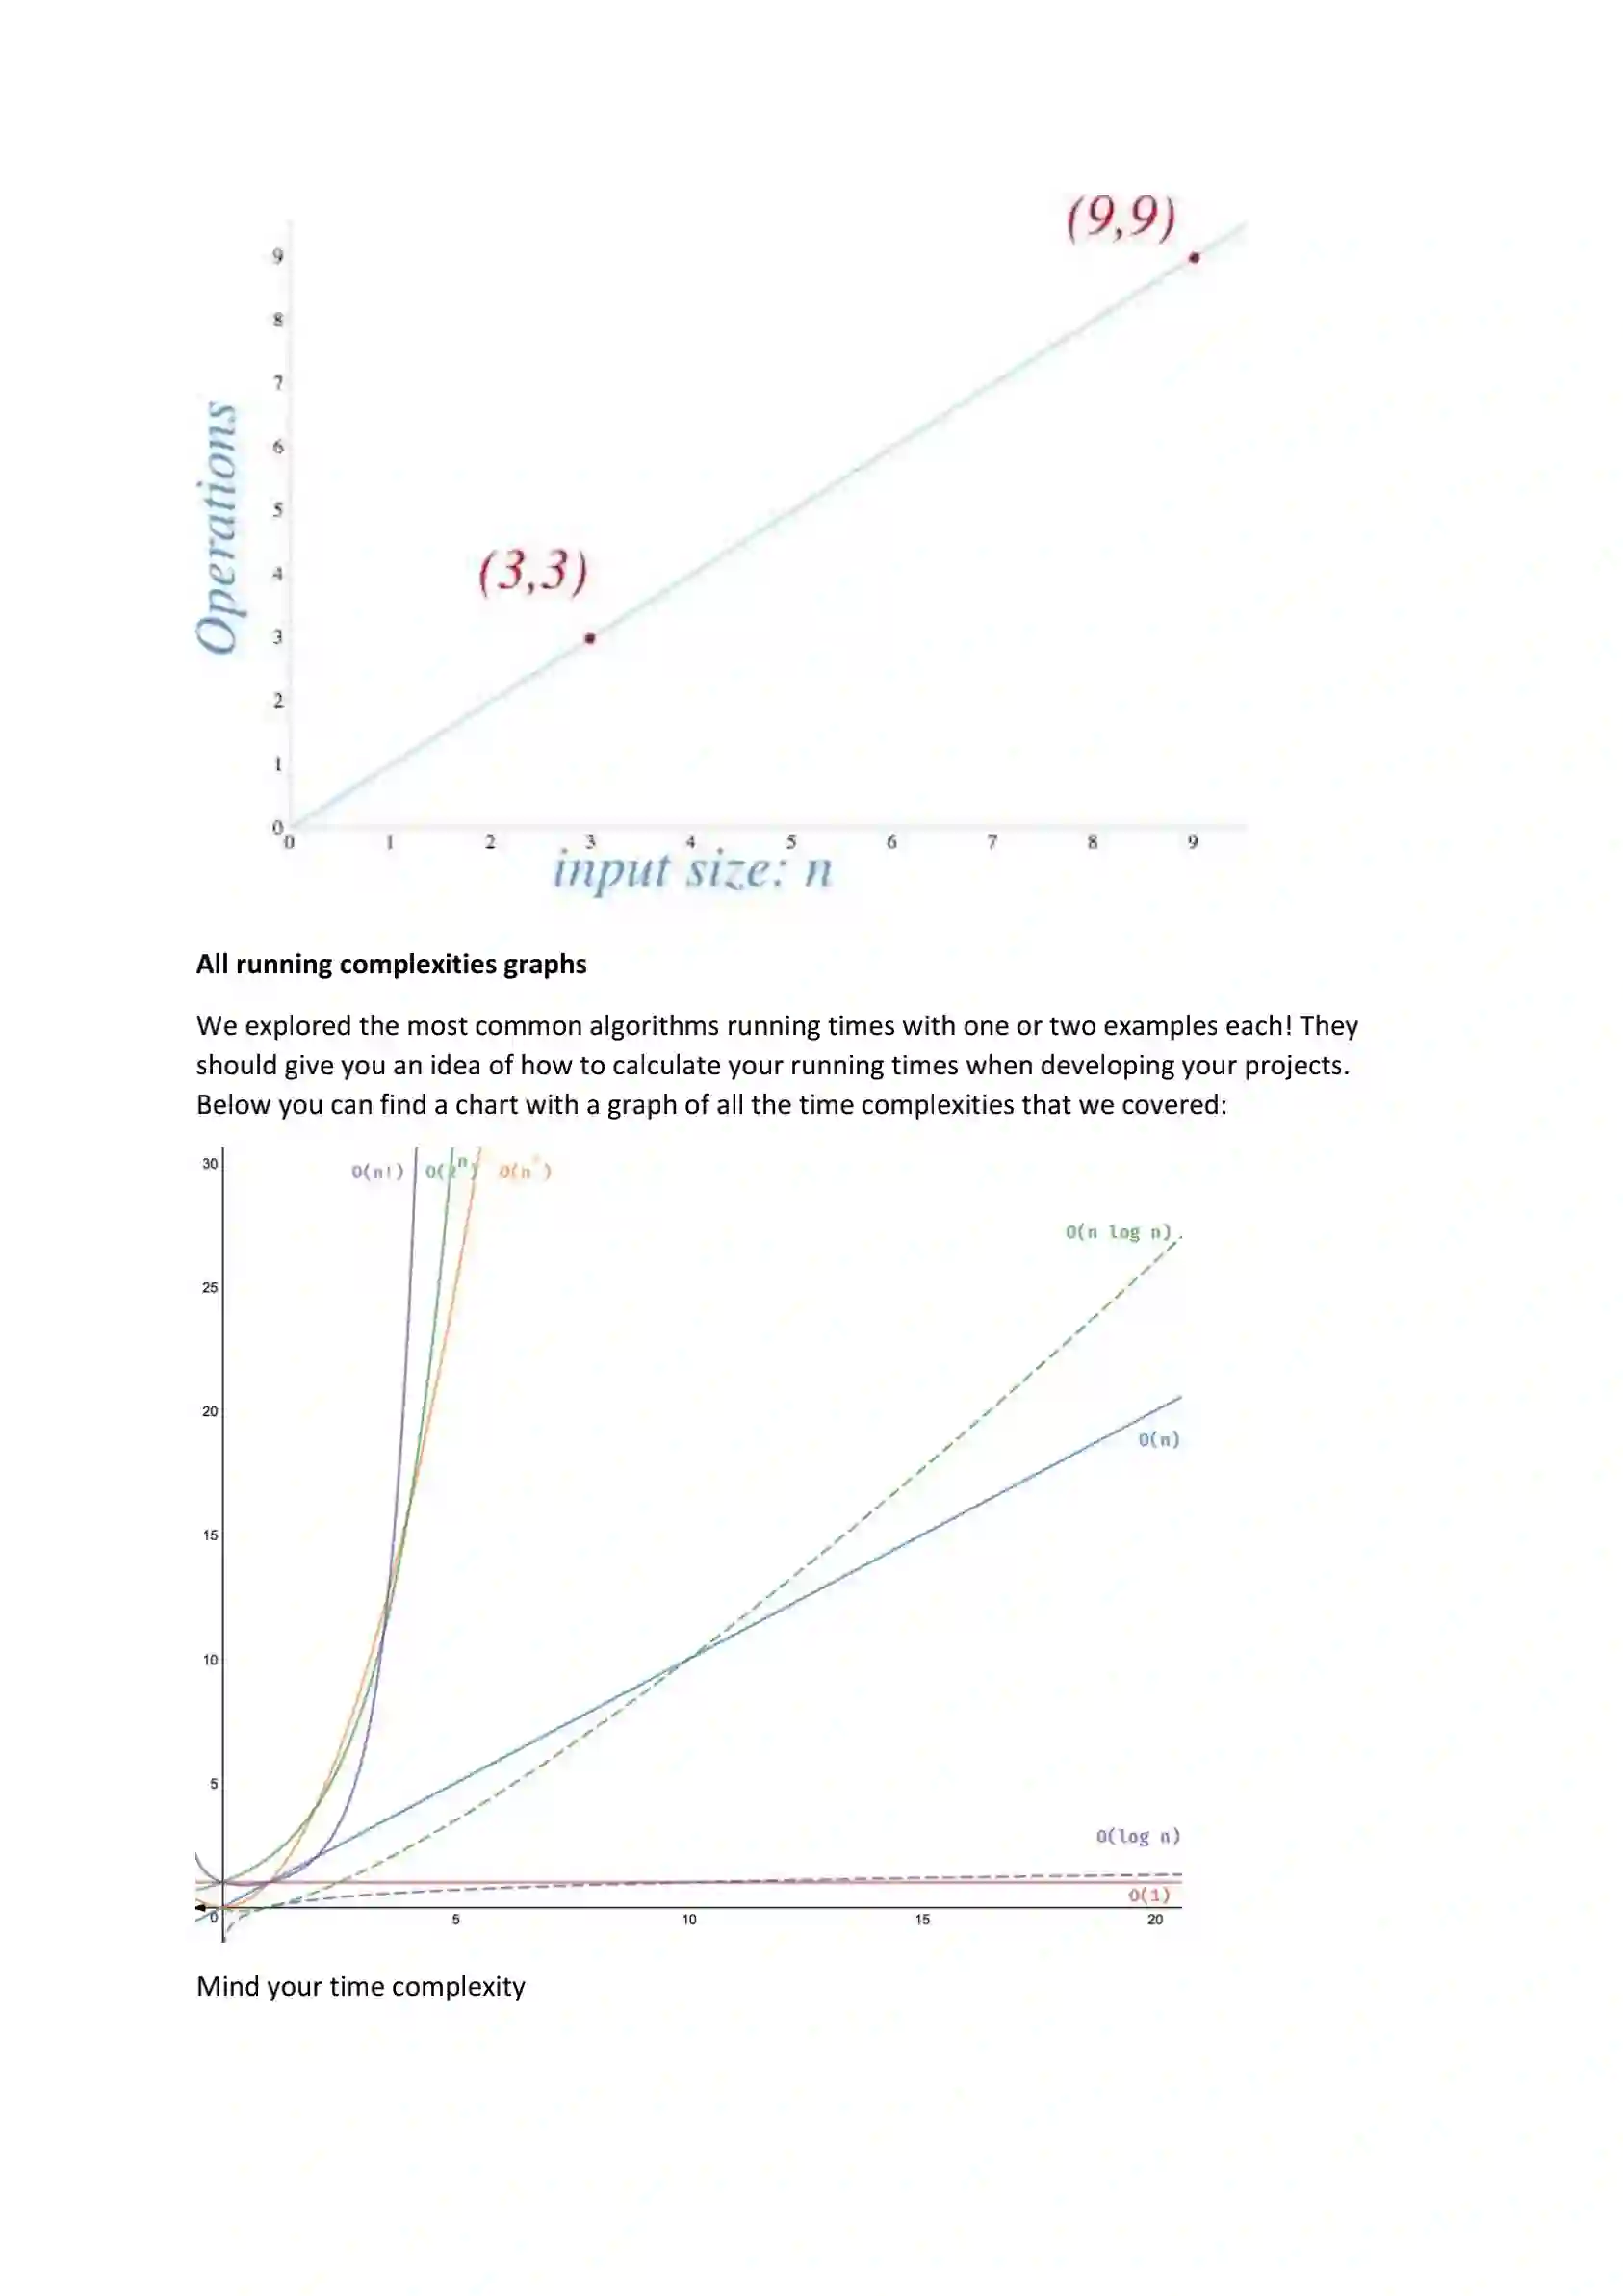 (9,9)
9
8
7
6
5
4
3
2
1
0
Operations
(3,3)
0 1 2 3 4 5 6 7 8 9
input size: n
All running complexities graphs
We explored the most common algorithms running times with one or two examples each! They
should give you an idea of how to calculate your running times when developing your projects.
Below you can find a chart with a graph of all the time complexities that we covered:
30
O(n!) O(2ⁿ)
O(n log n)
25
20
O(n)
15
10
5
O(log n)
O(1)
0 5 10 15 20
Mind your time complexity